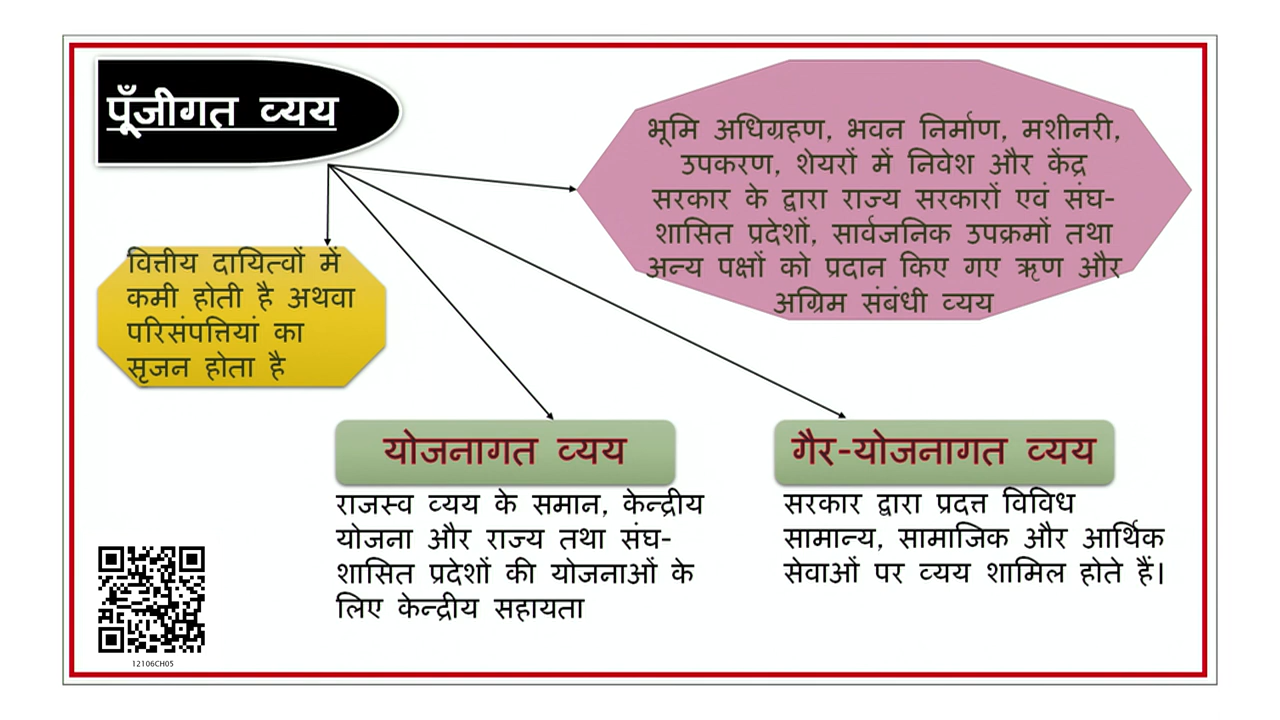 पूँजीगत व्यय
भूमि अधिग्रहण, भवन निर्माण, मशीनरी,
उपकरण, शेयरों में निवेश और केंद्र
सरकार के द्वारा राज्य सरकारों एवं संघ-
शासित प्रदेशों, सार्वजनिक उपक्रमों तथा
अन्य पक्षों को प्रदान किए गए ऋण और
अग्रिम संबंधी व्यय
वित्तीय दायित्वों में
कमी होती है अथवा
परिसंपत्तियां का
सृजन होता है
योजनागत व्यय
राजस्व व्यय के समान, केन्द्रीय
योजना और राज्य तथा संघ-
शासित प्रदेशों की योजनाओं के
लिए केन्द्रीय सहायता
गैर-योजनागत व्यय
सरकार द्वारा प्रदत्त विविध
सामान्य, सामाजिक और आर्थिक
सेवाओं पर व्यय शामिल होते हैं।
12106CH05